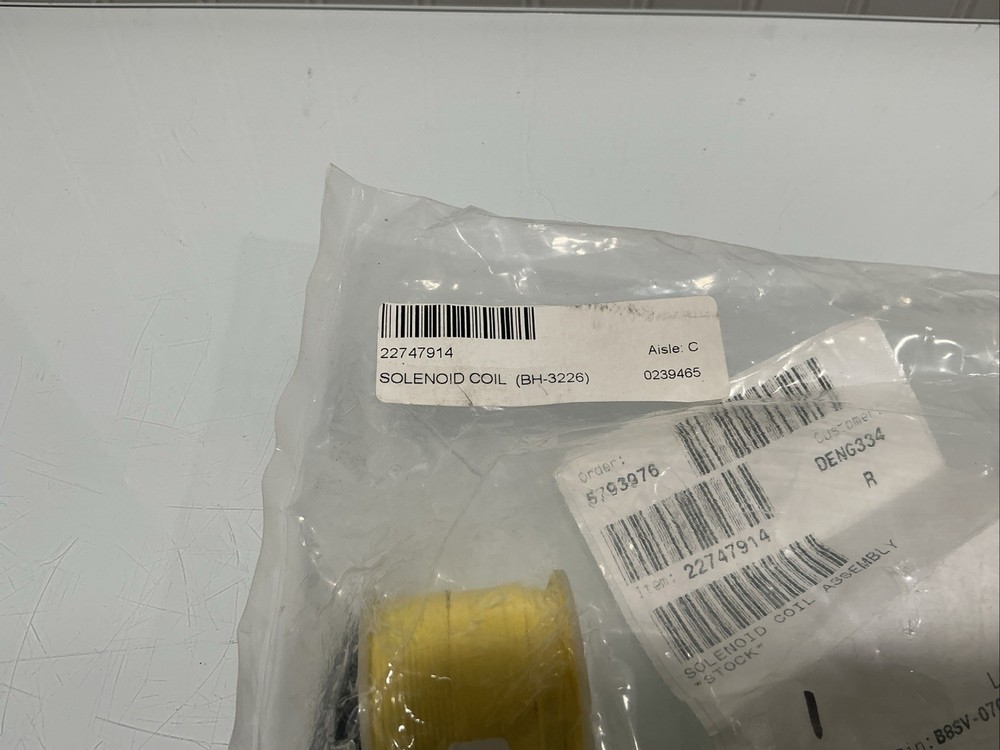 22747914
Aisle: C
SOLENOID COIL (BH-3226)
0239465
Order:
5793976
Customer:
DENG334
R
Item: 22747914
SOLENOID COIL ASSEMBLY
"STOCK"